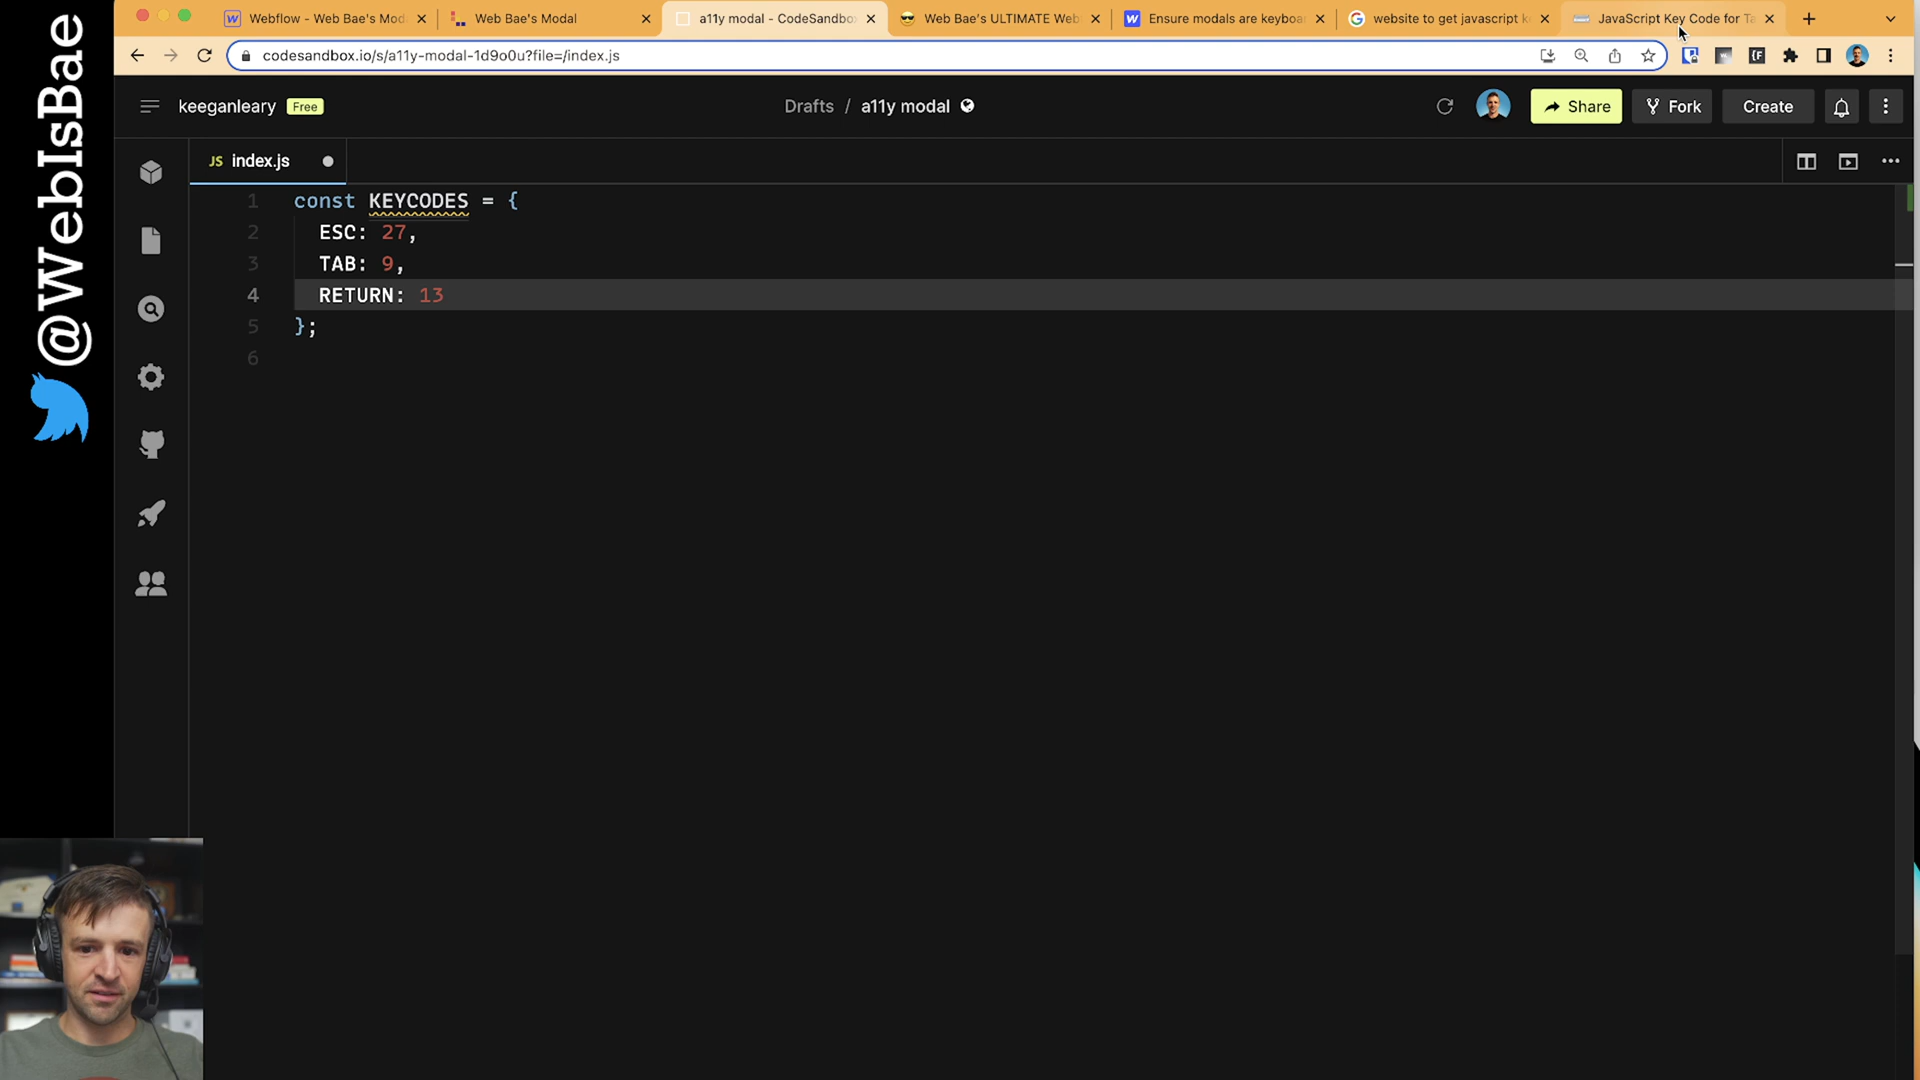 @WebIsBae
Webflow - Web Bae's Mod
Web Bae's Modal
a11y modal - CodeSandbox
Web Bae's ULTIMATE Web
Ensure modals are keyboa
website to get javascript k
JavaScript Key Code for Ta
codesandbox.io/s/a11y-modal-1d9o0u?file=/index.js
keeganleary Free
Drafts / a11y modal
Share
Fork
Create
JS index.js
1 const KEYCODES = {
2 ESC: 27,
3 TAB: 9,
4 RETURN: 13
5 };
6